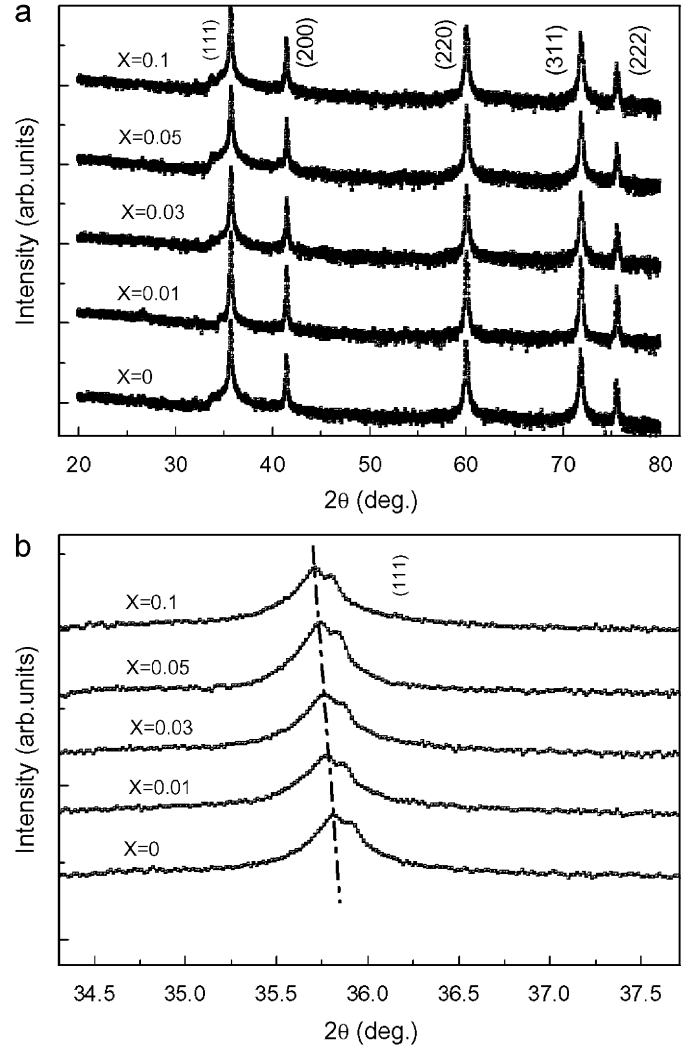 a
(111)
(200)
(220)
(311)
(222)
X=0.1
X=0.05
X=0.03
X=0.01
X=0
Intensity (arb.units)
20 30 40 50 60 70 80
2θ (deg.)
b
(111)
X=0.1
X=0.05
X=0.03
X=0.01
X=0
Intensity (arb.units)
34.5 35.0 35.5 36.0 36.5 37.0 37.5
2θ (deg.)